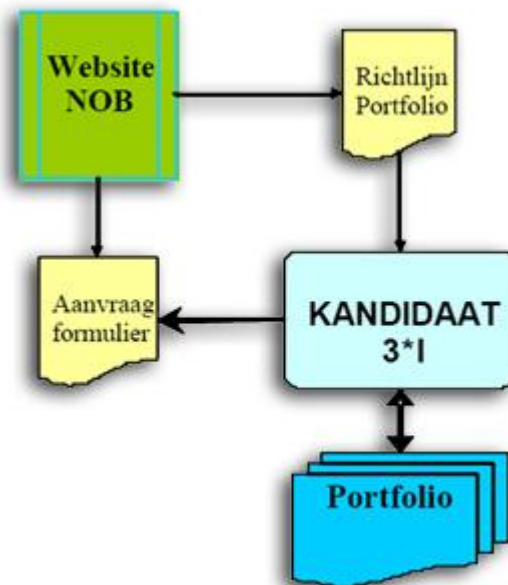 Website
NOB
Richtlijn
Portfolio
Aanvraag
formulier
KANDIDAAT
3*I
Portfolio